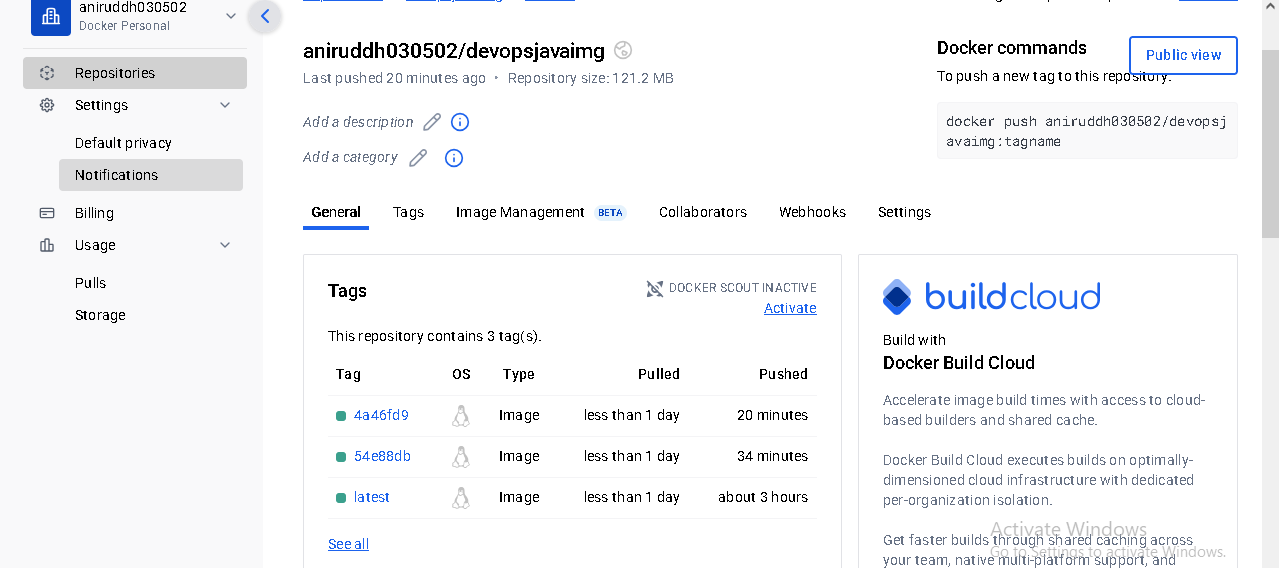 aniruddh030502
Docker Personal
Repositories
Settings
Default privacy
Notifications
Billing
Usage
Pulls
Storage
aniruddh030502/devopsjavaimg
Last pushed 20 minutes ago • Repository size: 121.2 MB
Add a description
Add a category
Docker commands
Public view
To push a new tag to this repository:
docker push aniruddh030502/devopsj
avaimg:tagname
General Tags Image Management BETA Collaborators Webhooks Settings
Tags
DOCKER SCOUT INACTIVE
Activate
This repository contains 3 tag(s).
Tag OS Type Pulled Pushed
4a46fd9 Image less than 1 day 20 minutes
54e88db Image less than 1 day 34 minutes
latest Image less than 1 day about 3 hours
See all
buildcloud
Build with
Docker Build Cloud
Accelerate image build times with access to cloud-
based builders and shared cache.
Docker Build Cloud executes builds on optimally-
dimensioned cloud infrastructure with dedicated
per-organization isolation.
Get faster builds through shared caching across
your team, native multi-platform support, and
Activate Windows
Go to Settings to activate Windows.